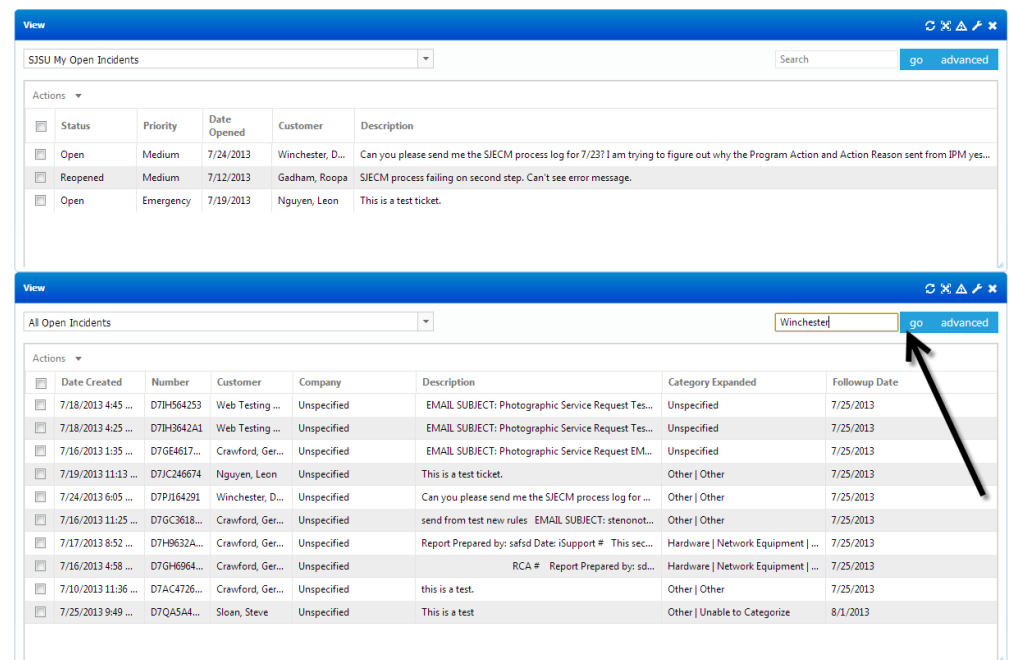 View
SJSU My Open Incidents
Search go advanced
Actions
Status Priority Date Opened Customer Description
Open Medium 7/24/2013 Winchester, D... Can you please send me the SJECM process log for 7/23? I am trying to figure out why the Program Action and Action Reason sent from IPM yes...
Reopened Medium 7/12/2013 Gadham, Roopa SJECM process failing on second step. Can't see error message.
Open Emergency 7/19/2013 Nguyen, Leon This is a test ticket.
View
All Open Incidents
Winchester go advanced
Actions
Date Created Number Customer Company Description Category Expanded Followup Date
7/18/2013 4:45 ... D7IH564253 Web Testing ... Unspecified EMAIL SUBJECT: Photographic Service Request Tes... Unspecified 7/25/2013
7/18/2013 4:25 ... D7IH3642A1 Web Testing ... Unspecified EMAIL SUBJECT: Photographic Service Request Tes... Unspecified 7/25/2013
7/16/2013 1:35 ... D7GE4617... Crawford, Ger... Unspecified EMAIL SUBJECT: Photographic Service Request EM... Unspecified 7/25/2013
7/19/2013 11:13 ... D7JC246674 Nguyen, Leon Unspecified This is a test ticket. Other | Other 7/25/2013
7/24/2013 6:05 ... D7PJ164291 Winchester, D... Unspecified Can you please send me the SJECM process log for ... Other | Other 7/25/2013
7/16/2013 11:25 ... D7GC3618... Crawford, Ger... Unspecified send from test new rules EMAIL SUBJECT: stenonot... Other | Other 7/25/2013
7/17/2013 8:52 ... D7H9632A... Crawford, Ger... Unspecified Report Prepared by: safsd Date: iSupport # This sec... Hardware | Network Equipment | ... 7/25/2013
7/16/2013 4:58 ... D7GH6964... Crawford, Ger... Unspecified RCA # Report Prepared by: sd... Hardware | Network Equipment | ... 7/25/2013
7/10/2013 11:36 ... D7AC4726... Crawford, Ger... Unspecified this is a test. Other | Other 7/25/2013
7/25/2013 9:49 ... D7QA5A4... Sloan, Steve Unspecified This is a test Other | Unable to Categorize 8/1/2013